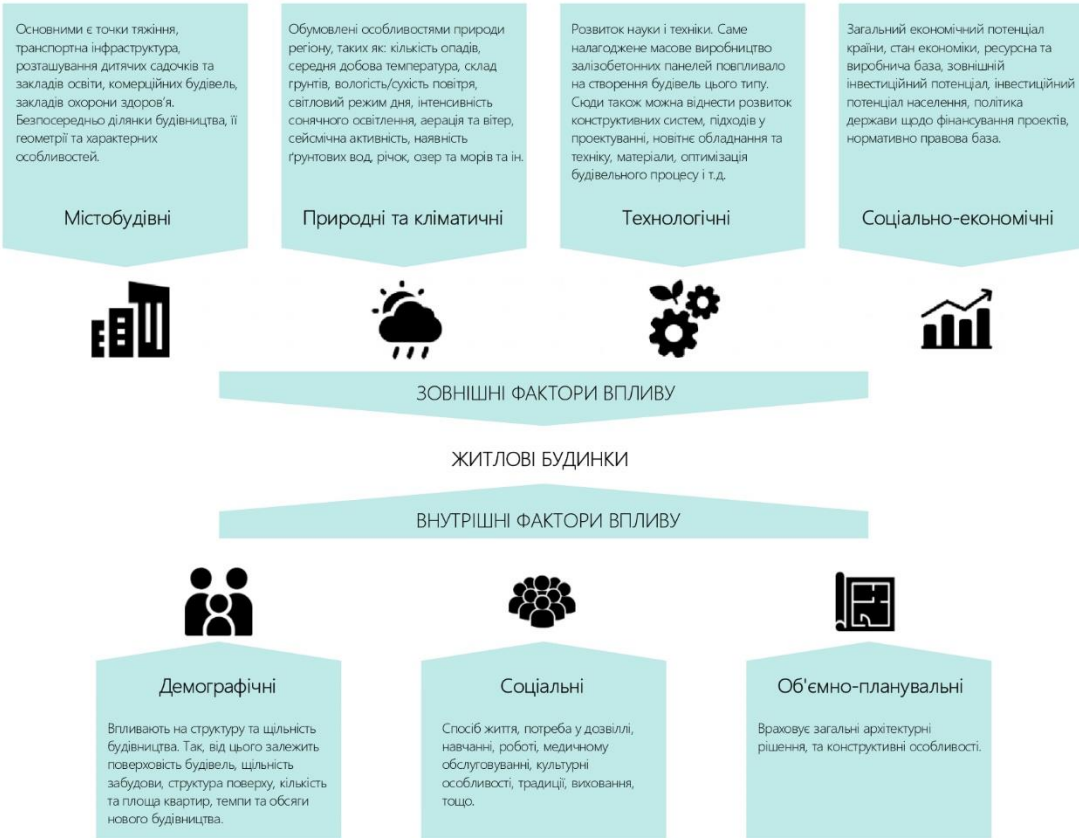 Основними є точки тяжіння,
транспортна інфраструктура,
розташування дитячих садочків та
закладів освіти, комерційних будівель,
закладів охорони здоров'я.
Безпосередньо ділянки будівництва, її
геометрії та характерних
особливостей.
Містобудівні
Обумовлені особливостями природи
регіону, таких як: кількість опадів,
середня добова температура, склад
грунтів, вологість/сухість повітря,
світловий режим дня, інтенсивність
сонячного освітлення, аерація та вітер,
сейсмічна активність, наявність
ґрунтових вод, річок, озер та морів та ін.
Природні та кліматичні
Розвиток науки і техніки. Саме
налагоджене масове виробництво
залізобетонних панелей повпливало
на створення будівель цього типу.
Сюди також можна віднести розвиток
конструктивних систем, підходів у
проектуванні, новітнє обладнання та
техніку, матеріали, оптимізація
будівельного процесу і т.д.
Технологічні
Загальний економічний потенціал
країни, стан економіки, ресурсна та
виробнича база, зовнішній
інвестиційний потенціал, інвестиційний
потенціал населення, політика
держави щодо фінансування проектів,
нормативно правова база.
Соціально-економічні
ЗОВНІШНІ ФАКТОРИ ВПЛИВУ
ЖИТЛОВІ БУДИНКИ
ВНУТРІШНІ ФАКТОРИ ВПЛИВУ
Демографічні
Впливають на структуру та щільність
будівництва. Так, від цього залежить
поверховість будівель, щільність
забудови, структура поверху, кількість
та площа квартир, темпи та обсяги
нового будівництва.
Соціальні
Спосіб життя, потреба у дозвіллі,
навчанні, роботі, медичному
обслуговуванні, культурні
особливості, традиції, виховання,
тощо.
Об'ємно-планувальні
Враховує загальні архітектурні
рішення, та конструктивні особливості.